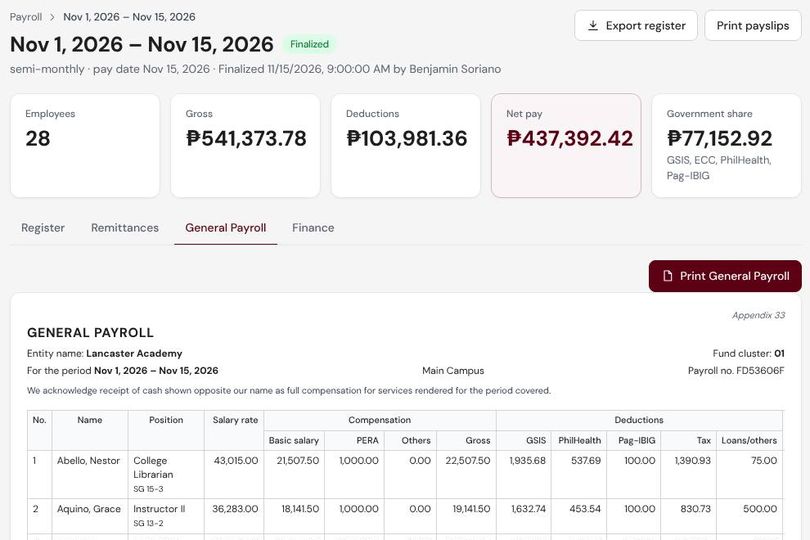 Payroll > Nov 1, 2026 – Nov 15, 2026
Export register
Print payslips
Nov 1, 2026 – Nov 15, 2026 Finalized
semi-monthly · pay date Nov 15, 2026 · Finalized 11/15/2026, 9:00:00 AM by Benjamin Soriano
Employees
28
Gross
₱541,373.78
Deductions
₱103,981.36
Net pay
₱437,392.42
Government share
₱77,152.92
GSIS, ECC, PhilHealth,
Pag-IBIG
Register Remittances General Payroll Finance
Print General Payroll
Appendix 33
GENERAL PAYROLL
Entity name: Lancaster Academy Fund cluster: 01
For the period Nov 1, 2026 – Nov 15, 2026 Main Campus Payroll no. FD53606F
We acknowledge receipt of cash shown opposite our name as full compensation for services rendered for the period covered.
No. Name Position Salary rate Compensation Deductions
Basic salary PERA Others Gross GSIS PhilHealth Pag-IBIG Tax Loans/others
1 Abello, Nestor College 43,015.00 21,507.50 1,000.00 0.00 22,507.50 1,935.68 537.69 100.00 1,390.93 75.00
Librarian
SG 15-3
2 Aquino, Grace Instructor II 36,283.00 18,141.50 1,000.00 0.00 19,141.50 1,632.74 453.54 100.00 830.73 500.00
SG 13-2